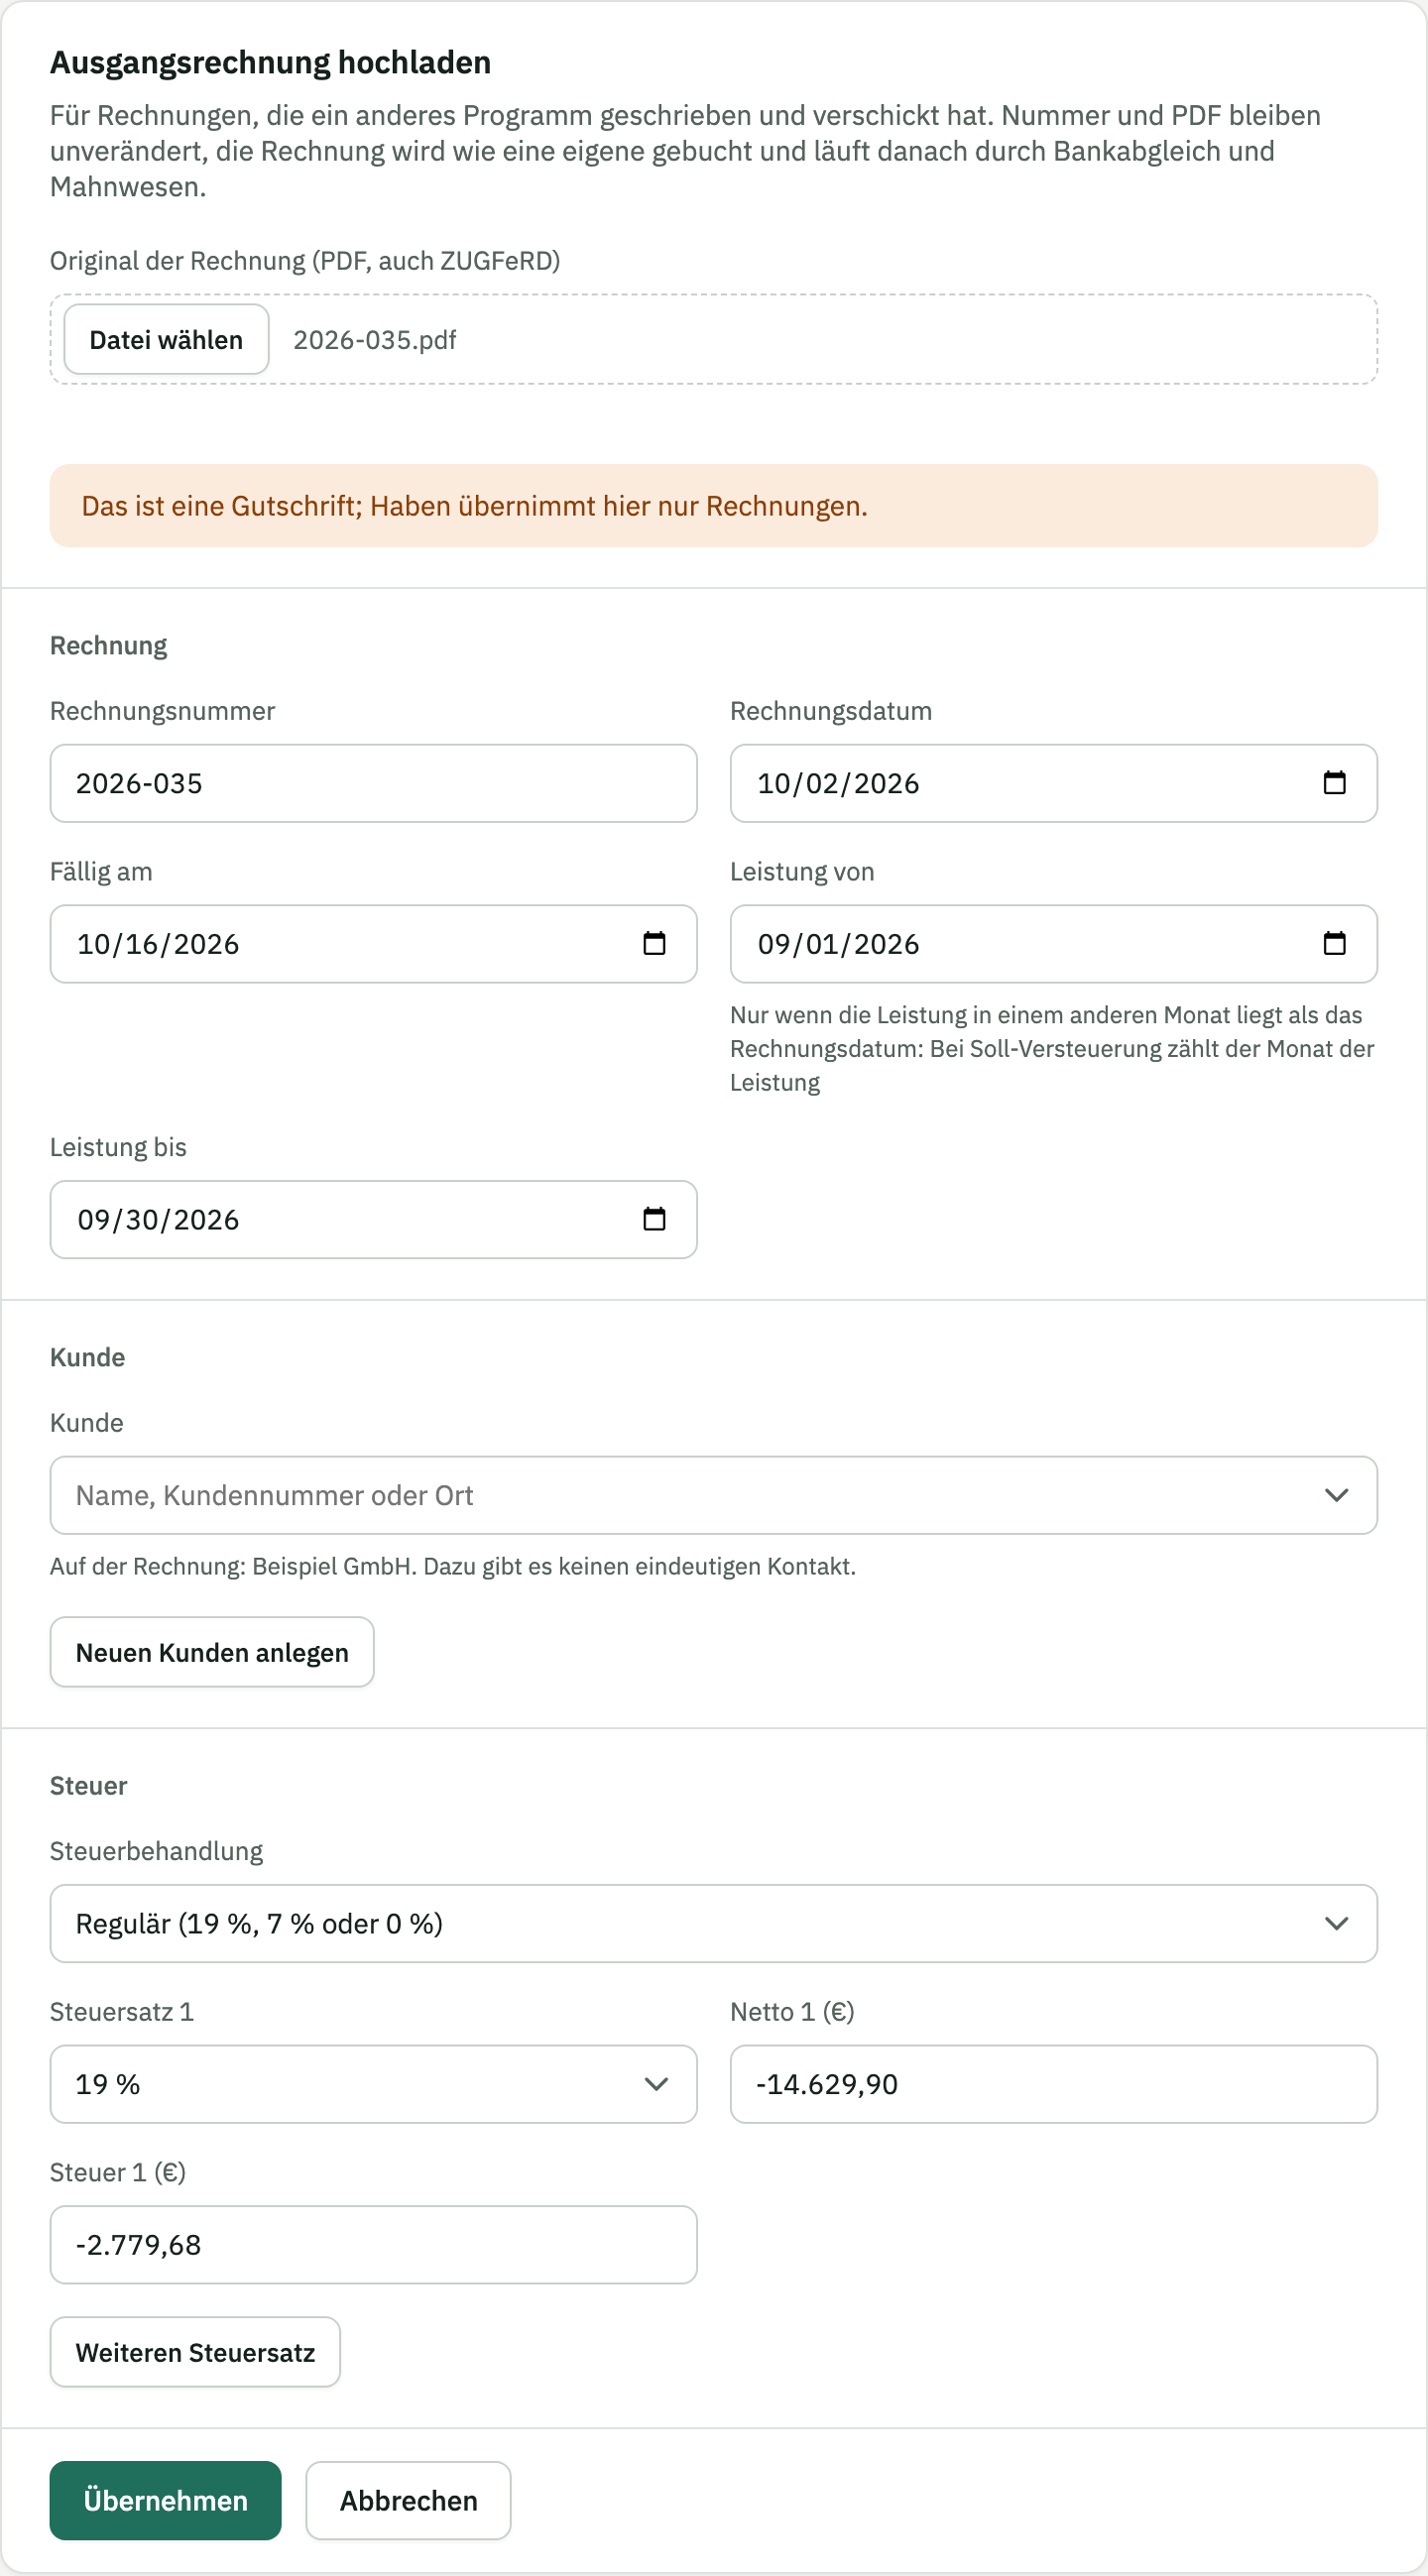 Ausgangsrechnung hochladen
Für Rechnungen, die ein anderes Programm geschrieben und verschickt hat. Nummer und PDF bleiben
unverändert, die Rechnung wird wie eine eigene gebucht und läuft danach durch Bankabgleich und
Mahnwesen.
Original der Rechnung (PDF, auch ZUGFeRD)
Datei wählen 2026-035.pdf
Das ist eine Gutschrift; Haben übernimmt hier nur Rechnungen.
Rechnung
Rechnungsnummer
2026-035
Rechnungsdatum
10/02/2026
Fällig am
10/16/2026
Leistung von
09/01/2026
Nur wenn die Leistung in einem anderen Monat liegt als das
Rechnungsdatum: Bei Soll-Versteuerung zählt der Monat der
Leistung
Leistung bis
09/30/2026
Kunde
Kunde
Name, Kundennummer oder Ort
Auf der Rechnung: Beispiel GmbH. Dazu gibt es keinen eindeutigen Kontakt.
Neuen Kunden anlegen
Steuer
Steuerbehandlung
Regulär (19 %, 7 % oder 0 %)
Steuersatz 1
19 %
Netto 1 (€)
-14.629,90
Steuer 1 (€)
-2.779,68
Weiteren Steuersatz
Übernehmen
Abbrechen